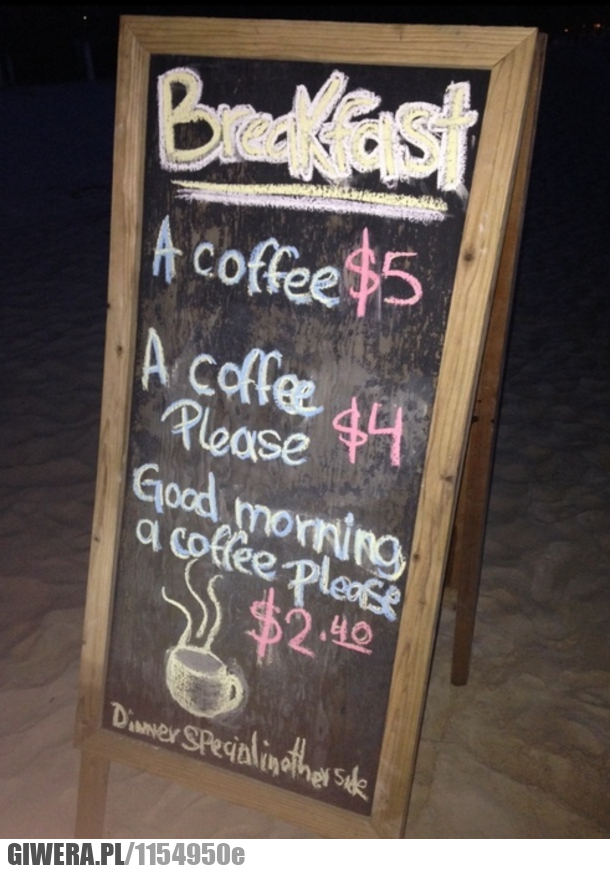 Breakfast
A coffee $5
A coffee
Please $4
Good morning
a coffee Please
$2.40
Dinner Special in other side
GIWERA.PL/1154950e